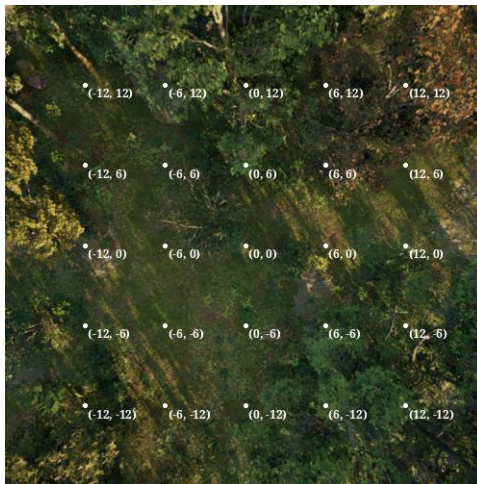 (-12, 12) (-6, 12) (0, 12) (6, 12) (12, 12)
(-12, 6) (-6, 6) (0, 6) (6, 6) (12, 6)
(-12, 0) (-6, 0) (0, 0) (6, 0) (12, 0)
(-12, -6) (-6, -6) (0, -6) (6, -6) (12, -6)
(-12, -12) (-6, -12) (0, -12) (6, -12) (12, -12)